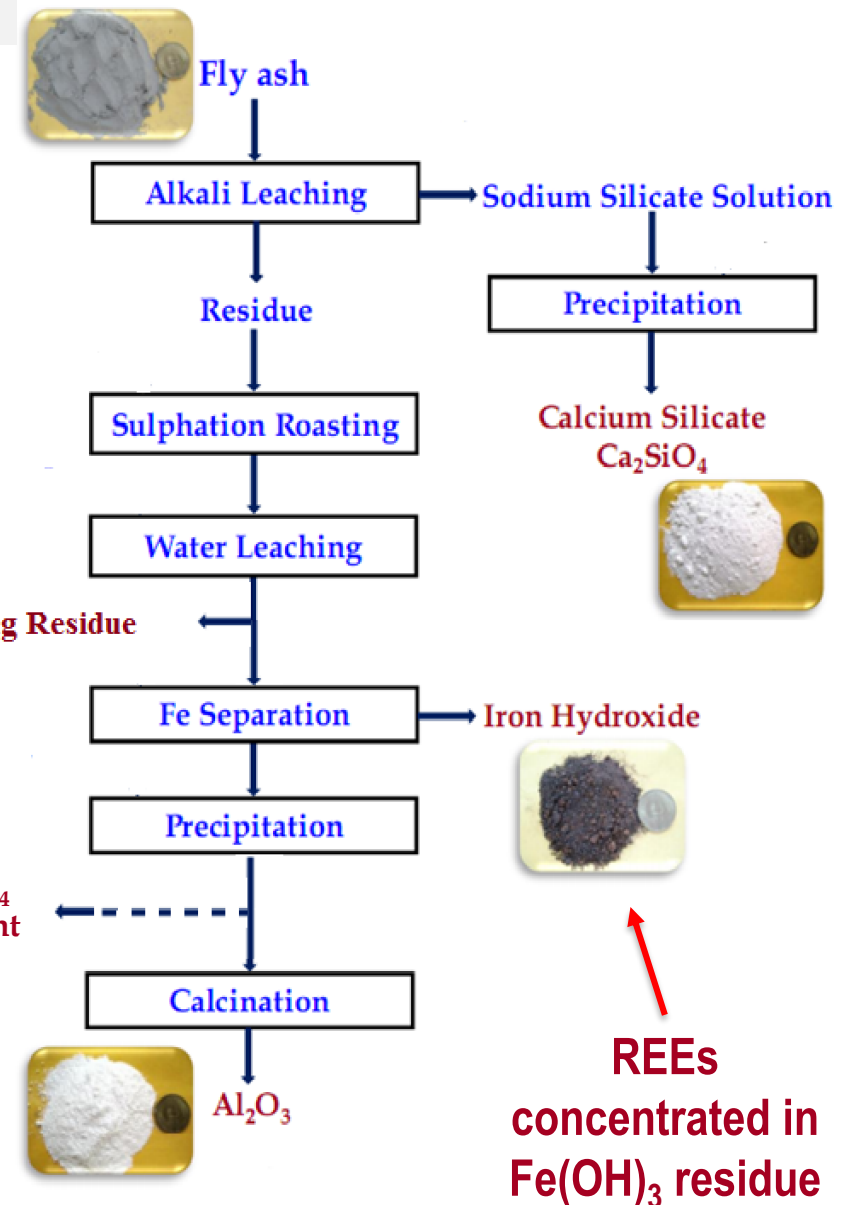 Fly ash
Alkali Leaching
Sodium Silicate Solution
Residue
Precipitation
Sulphation Roasting
Calcium Silicate
Ca₂SiO₄
Water Leaching
g Residue
Fe Separation
Iron Hydroxide
Precipitation
4
nt
Calcination
Al₂O₃
REEs
concentrated in
Fe(OH)₃ residue